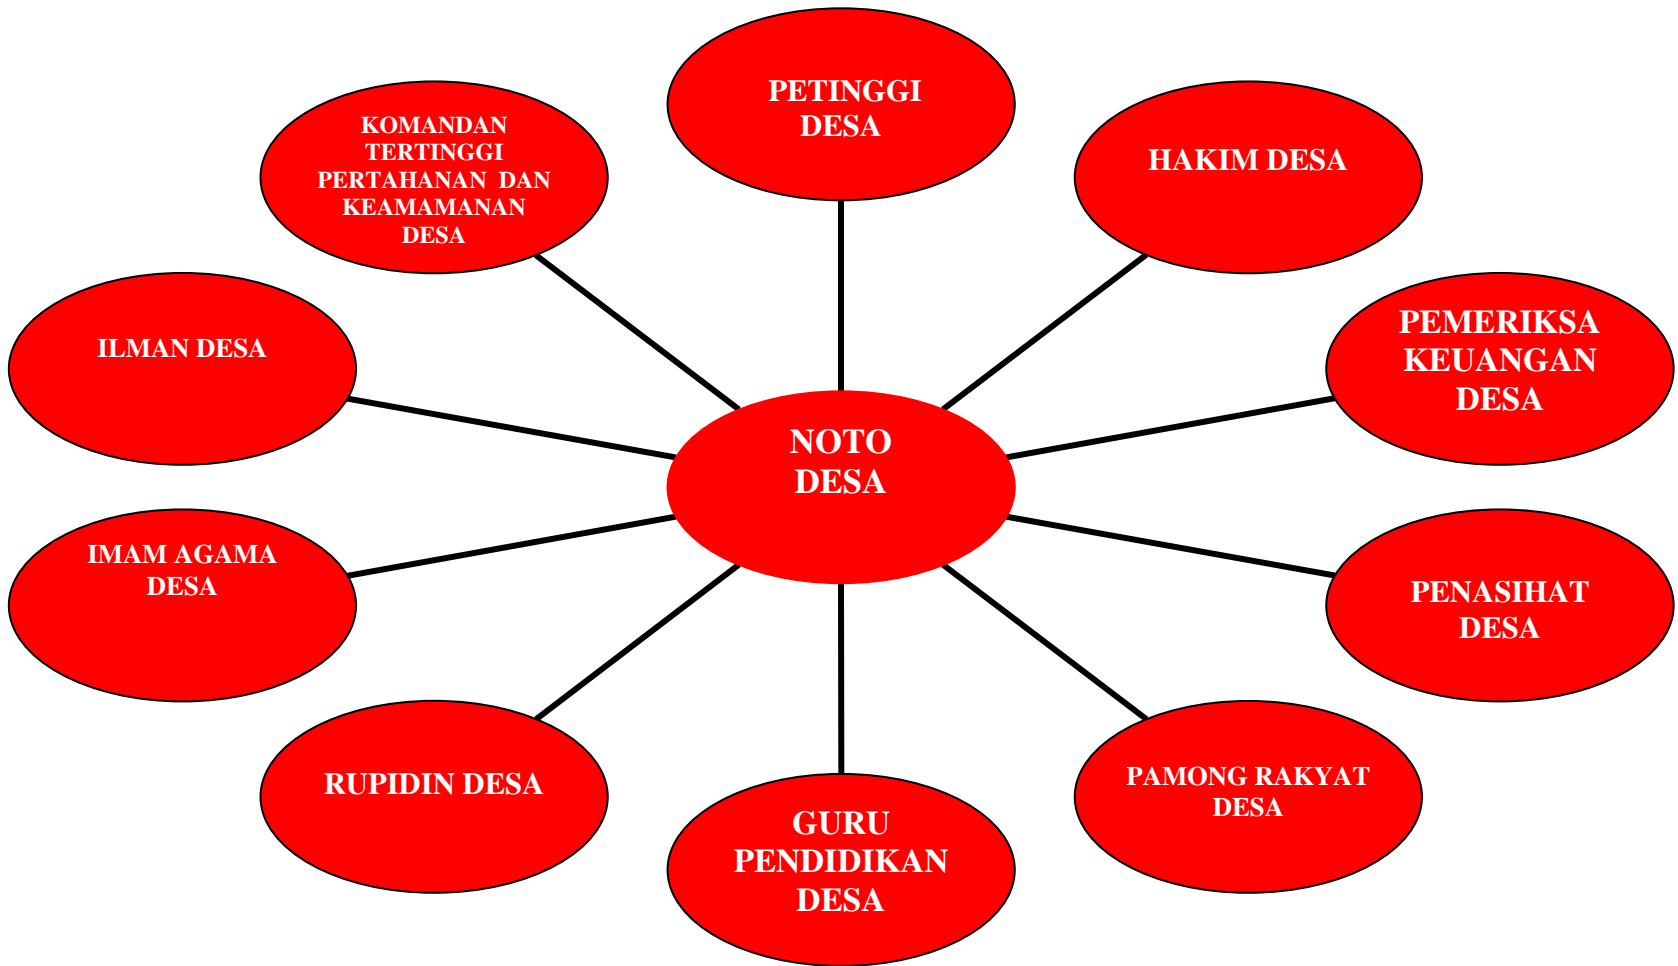 PETINGGI
DESA
KOMANDAN
TERTINGGI
PERTAHANAN DAN
KEAMAMANAN
DESA
HAKIM DESA
ILMAN DESA
PEMERIKSA
KEUANGAN
DESA
NOTO
DESA
IMAM AGAMA
DESA
PENASIHAT
DESA
RUPIDIN DESA
PAMONG RAKYAT
DESA
GURU
PENDIDIKAN
DESA